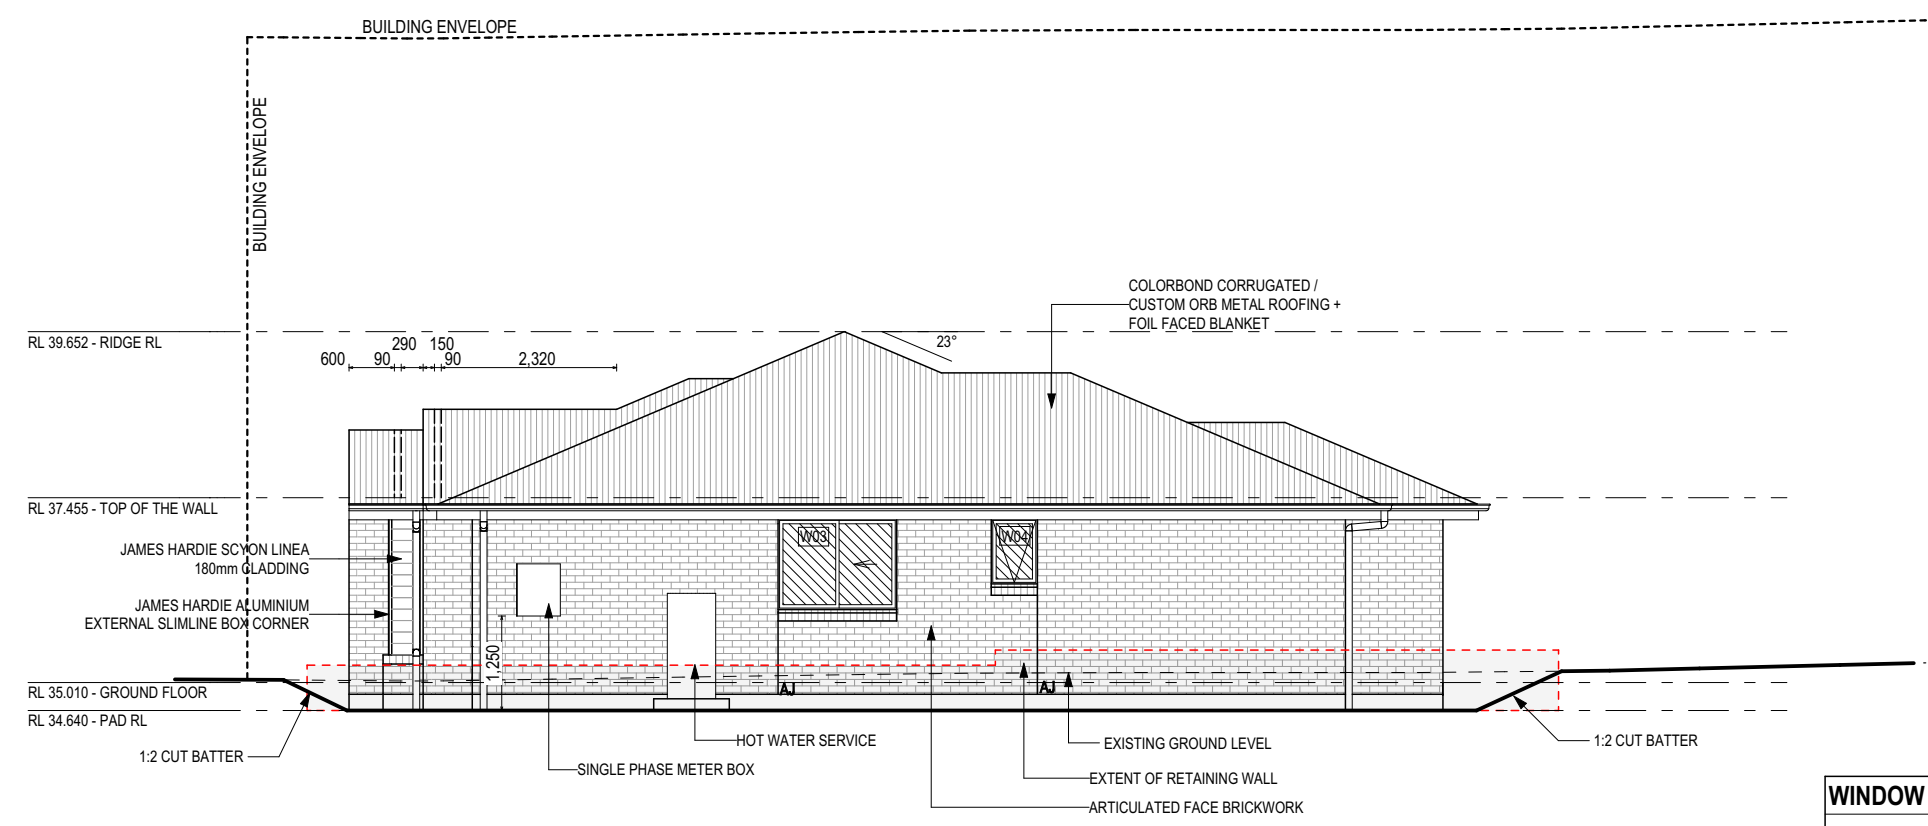 BUILDING ENVELOPE
BUILDING ENVELOPE
COLORBOND CORRUGATED /
CUSTOM ORB METAL ROOFING +
FOIL FACED BLANKET
RL 39.652 - RIDGE RL
23°
290 150
600 90 90 2,320
RL 37.455 - TOP OF THE WALL
W03
W04
JAMES HARDIE SCYON LINEA
180mm CLADDING
JAMES HARDIE ALUMINIUM
EXTERNAL SLIMLINE BOX CORNER
1,250
RL 35.010 - GROUND FLOOR
AJ
AJ
RL 34.640 - PAD RL
1:2 CUT BATTER
HOT WATER SERVICE
SINGLE PHASE METER BOX
EXISTING GROUND LEVEL
EXTENT OF RETAINING WALL
ARTICULATED FACE BRICKWORK
1:2 CUT BATTER
WINDOW